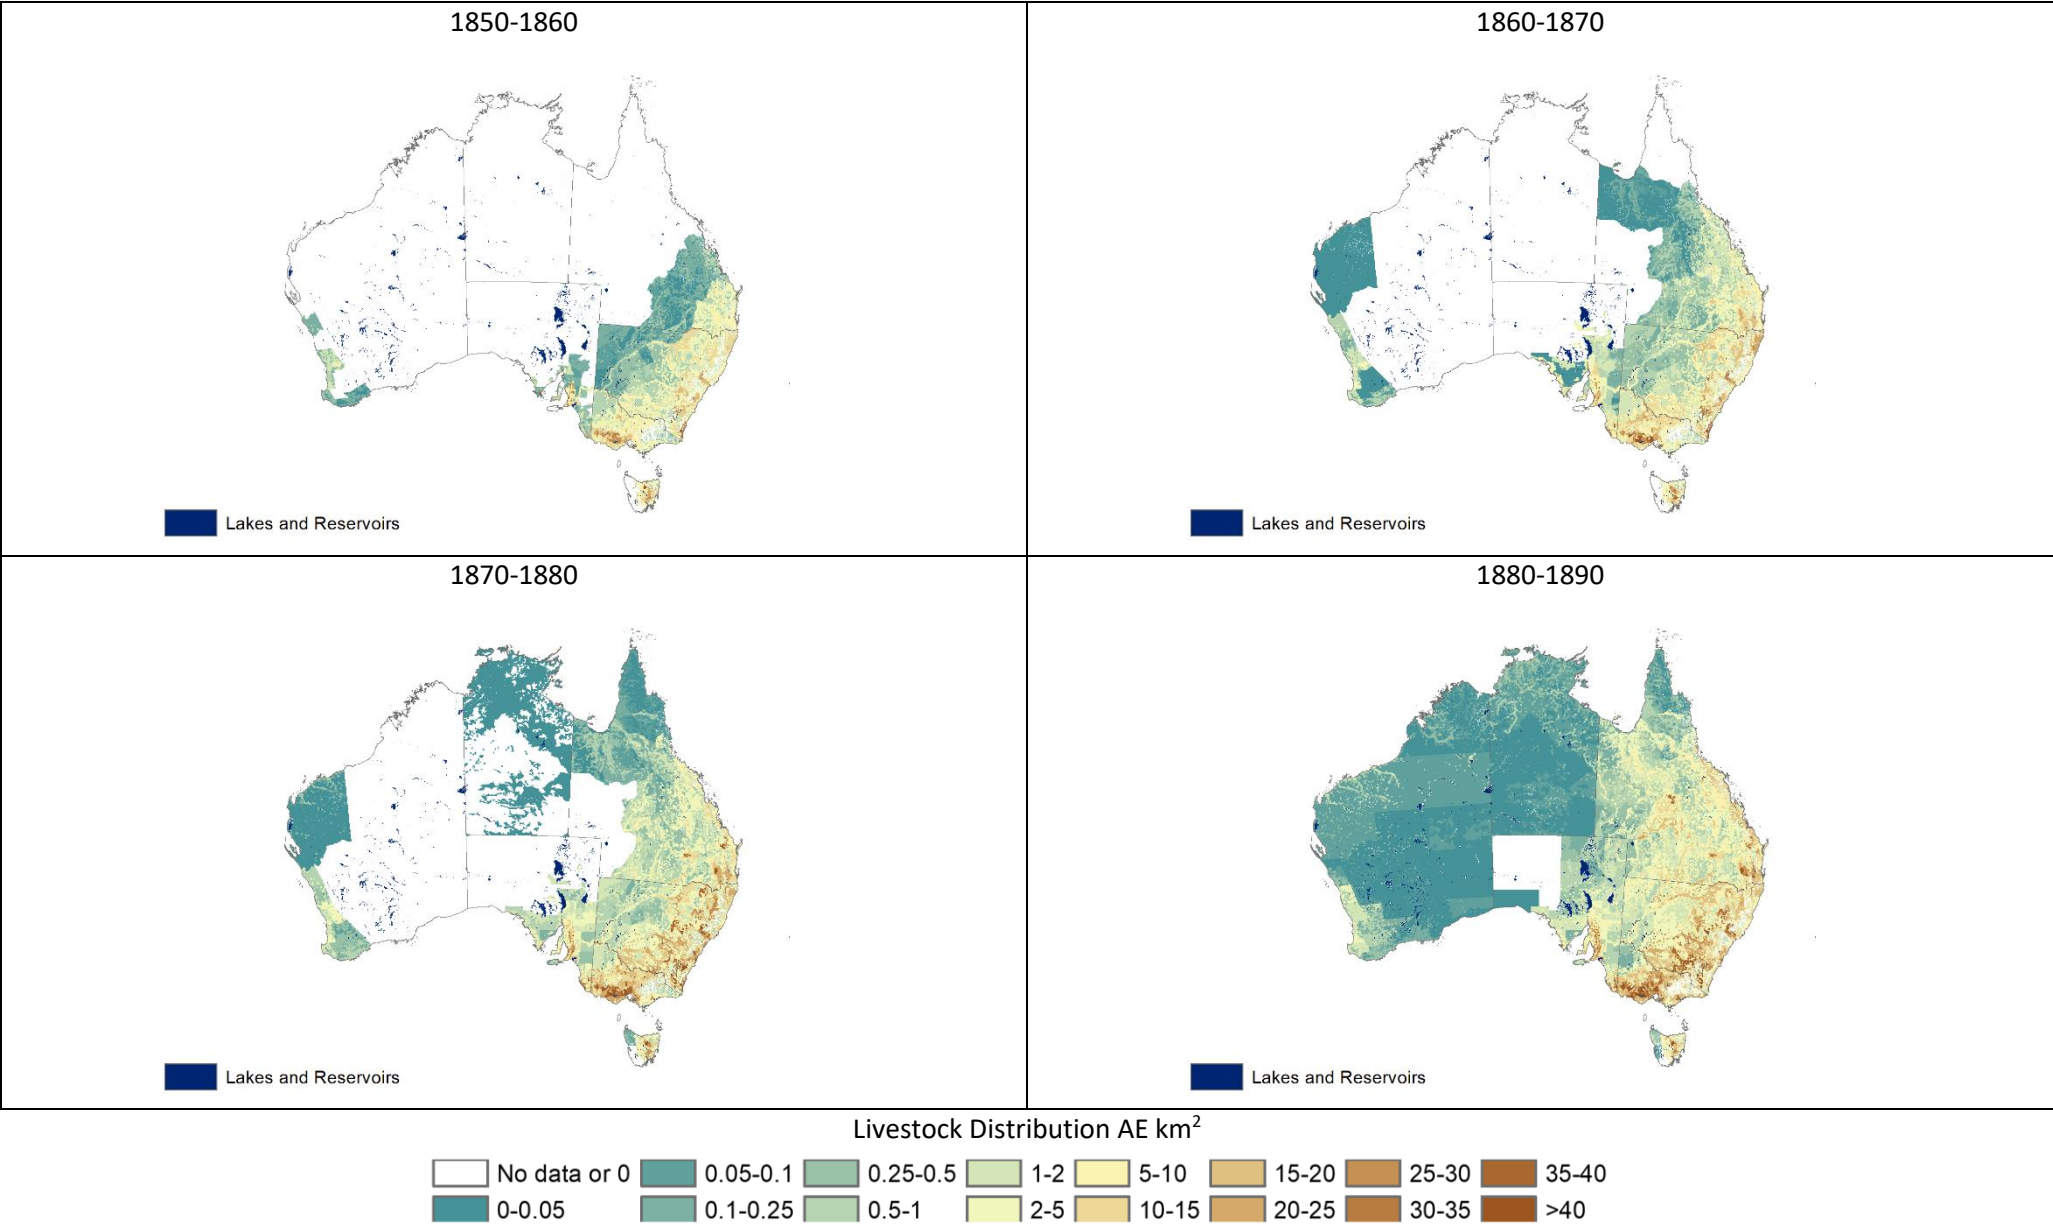 1850-1860
1860-1870
Lakes and Reservoirs
Lakes and Reservoirs
1870-1880
1880-1890
Lakes and Reservoirs
Lakes and Reservoirs
Livestock Distribution AE km²
No data or 0 0.05-0.1 0.25-0.5 1-2 5-10 15-20 25-30 35-40
0-0.05 0.1-0.25 0.5-1 2-5 10-15 20-25 30-35 >40